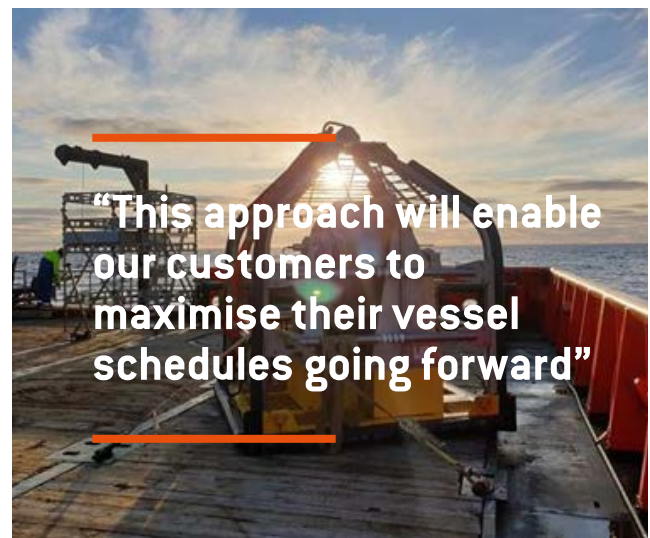 “This approach will enable
our customers to
maximise their vessel
schedules going forward”